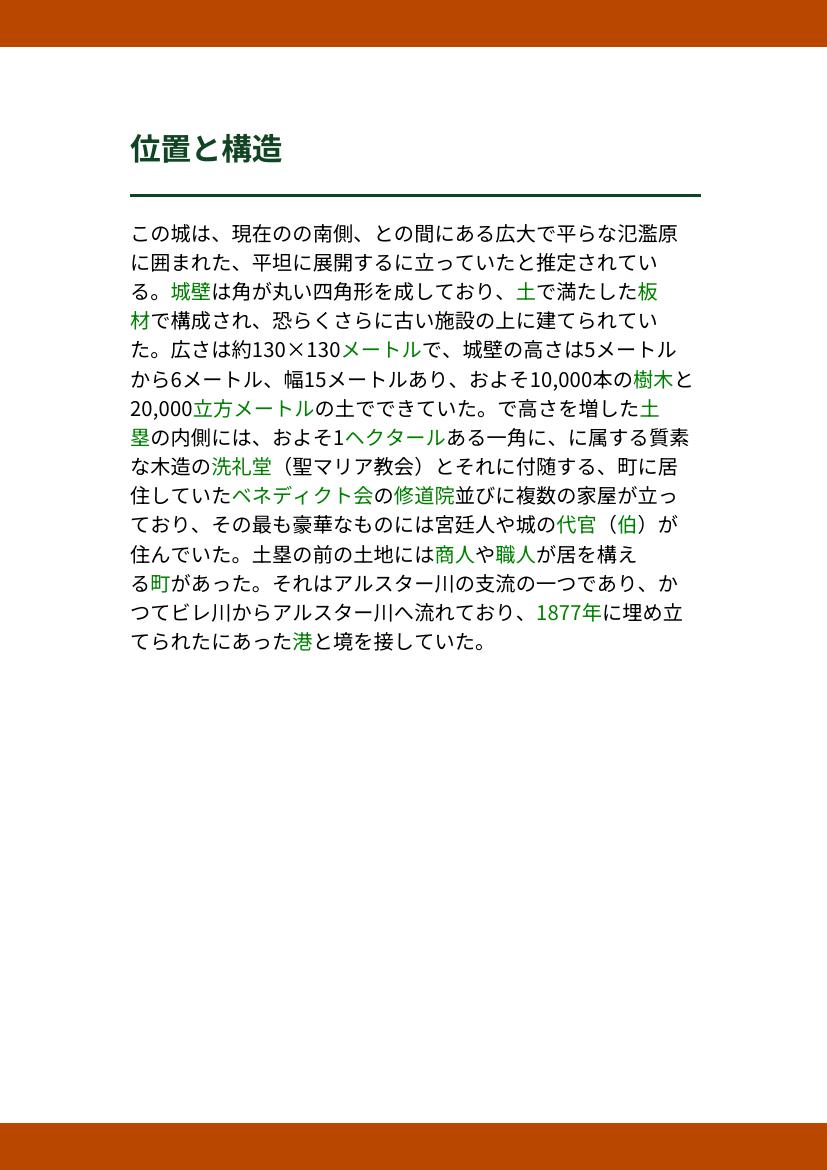 位置と構造
この城は、現在のの南側、との間にある広大で平らな氾濫原
に囲まれた、平坦に展開するに立っていたと推定されてい
る。城壁は角が丸い四角形を成しており、土で満たした板
材で構成され、恐らくさらに古い施設の上に建てられてい
た。広さは約130×130メートルで、城壁の高さは5メートル
から6メートル、幅15メートルあり、およそ10,000本の樹木と
20,000立方メートルの土でできていた。で高さを増した土
塁の内側には、およそ1ヘクタールある一角に、に属する質素
な木造の洗礼堂（聖マリア教会）とそれに付随する、町に居
住していたベネディクト会の修道院並びに複数の家屋が立っ
ており、その最も豪華なものには宮廷人や城の代官（伯）が
住んでいた。土塁の前の土地には商人や職人が居を構え
る町があった。それはアルスター川の支流の一つであり、か
つてビレ川からアルスター川へ流れており、1877年に埋め立
てられたにあった港と境を接していた。